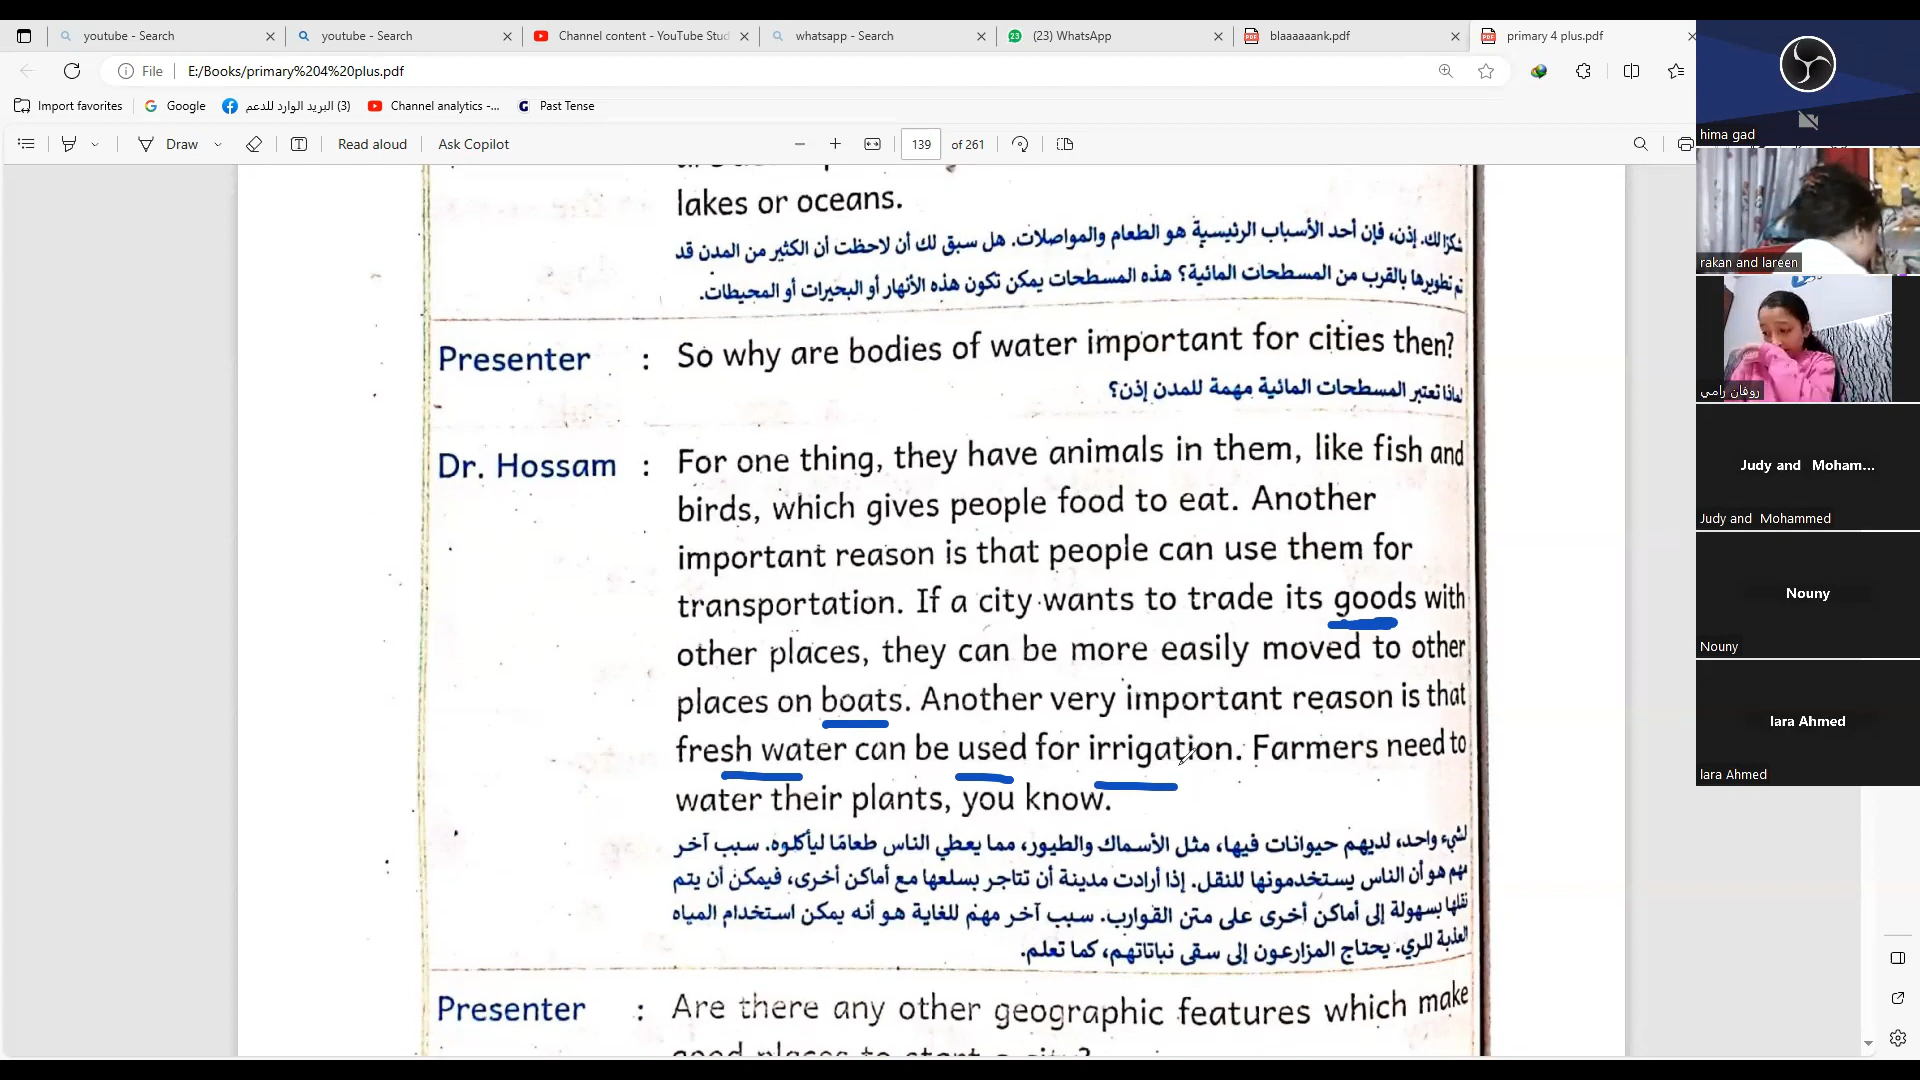 youtube - Search
youtube - Search
Channel content - YouTube Stud
whatsapp - Search
(23) WhatsApp
blaaaaaank.pdf
primary 4 plus.pdf
File
E:/Books/primary%204%20plus.pdf
Import favorites
Google
(3) البريد الوارد للدعم
Channel analytics -...
Past Tense
Draw
Read aloud
Ask Copilot
139 of 261
lakes or oceans.
شكرًا لك. إذن، فإن أحد الأسباب الرئيسية هو الطعام والمواصلات. هل سبق لك أن لاحظت أن الكثير من المدن قد
تم تطويرها بالقرب من المسطحات المائية؟ هذه المسطحات يمكن تكون هذه الأنهار أو البحيرات أو المحيطات.
Presenter : So why are bodies of water important for cities then?
لماذا تعتبر المسطحات المائية مهمة للمدن إذن؟
Dr. Hossam : For one thing, they have animals in them, like fish and
birds, which gives people food to eat. Another
important reason is that people can use them for
transportation. If a city wants to trade its goods with
other places, they can be more easily moved to other
places on boats. Another very important reason is that
fresh water can be used for irrigation. Farmers need to
water their plants, you know.
لشيء واحد، لديهم حيوانات فيها، مثل الأسماك والطيور، مما يعطي الناس طعامًا ليأكلوه. سبب آخر
مهم هو أن الناس يستخدمونها للنقل. إذا أرادت مدينة أن تتاجر بسلعها مع أماكن أخرى، فيمكن أن يتم
نقلها بسهولة إلى أماكن أخرى على متن القوارب. سبب آخر مهم للغاية هو أنه يمكن استخدام المياه
العذبة للري. يحتاج المزارعون إلى سقى نباتاتهم، كما تعلم.
Presenter : Are there any other geographic features which make
good places to start a city?
hima gad
rakan and lareen
روفان رامي
Judy and Moham...
Judy and Mohammed
Nouny
Nouny
lara Ahmed
lara Ahmed